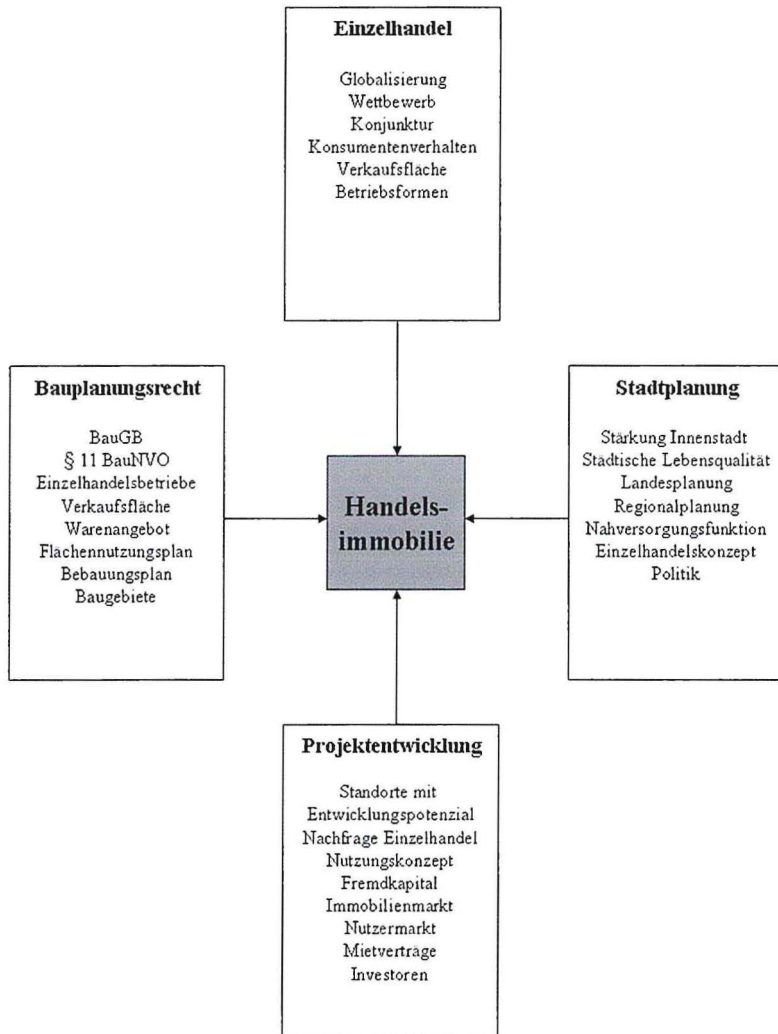 Einzelhandel
Globalisierung
Wettbewerb
Konjunktur
Konsumentenverhalten
Verkaufsfläche
Betriebsformen
Bauplanungsrecht
BauGB
§ 11 BauNVO
Einzelhandelsbetriebe
Verkaufsfläche
Warenangebot
Flächennutzungsplan
Bebauungsplan
Baugebiete
Handels-
immobilie
Stadtplanung
Stärkung Innenstadt
Städtische Lebensqualität
Landesplanung
Regionalplanung
Nahversorgungsfunktion
Einzelhandelskonzept
Politik
Projektentwicklung
Standorte mit
Entwicklungspotenzial
Nachfrage Einzelhandel
Nutzungskonzept
Fremdkapital
Immobilienmarkt
Nutzermarkt
Mietverträge
Investoren